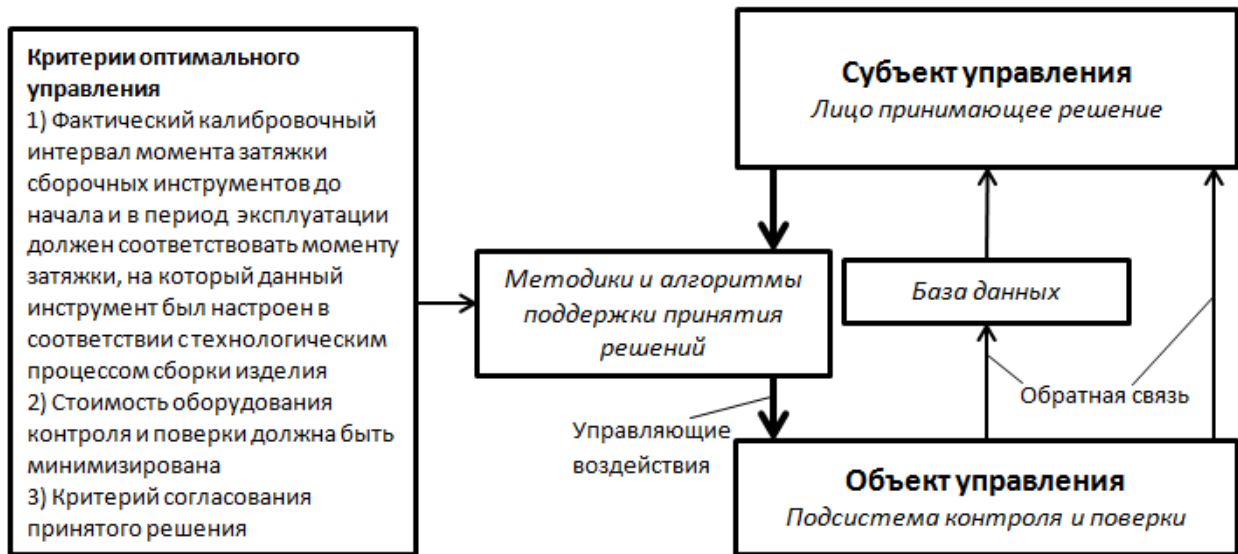 Критерии оптимального
управления
1) Фактический калибровочный
интервал момента затяжки
сборочных инструментов до
начала и в период эксплуатации
должен соответствовать моменту
затяжки, на который данный
инструмент был настроен в
соответствии с технологическим
процессом сборки изделия
2) Стоимость оборудования
контроля и поверки должна быть
минимизирована
3) Критерий согласования
принятого решения
Субъект управления
Лицо принимающее решение
Методики и алгоритмы
поддержки принятия
решений
База данных
Обратная связь
Управляющие
воздействия
Объект управления
Подсистема контроля и поверки